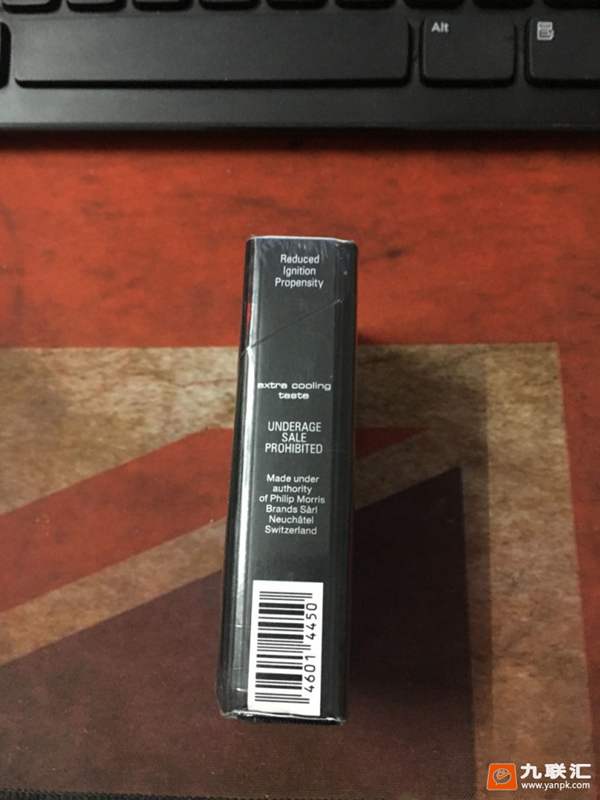 Alt
Reduced
Ignition
Propensity
extra cooling
taste
UNDERAGE
SALE
PROHIBITED
Made under
authority
of Philip Morris
Brands Sàrl
Neuchâtel
Switzerland
4601 4450
九联汇
www.yanpk.com